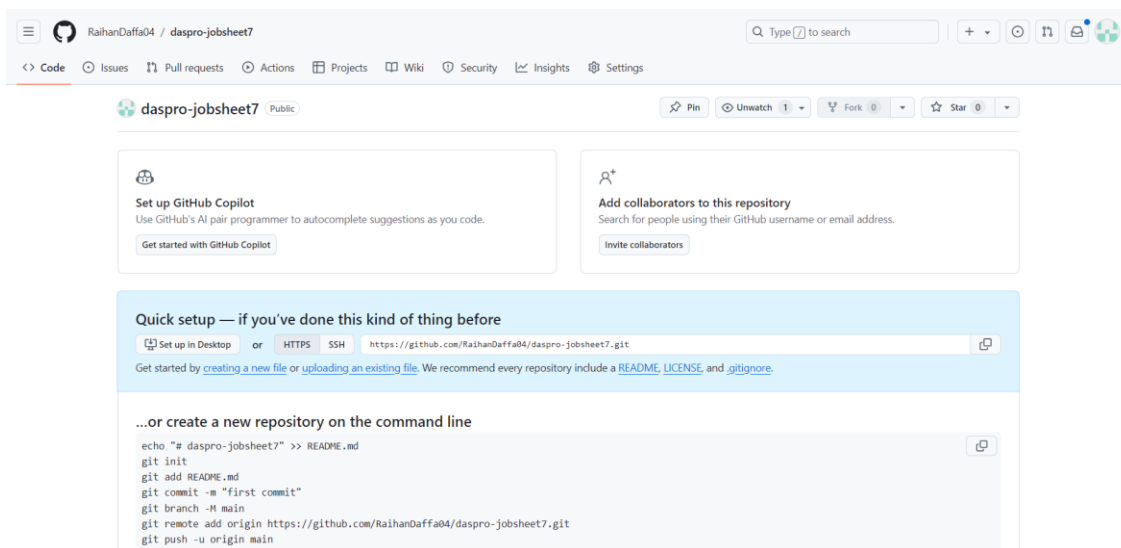 RaihanDaffa04 / daspro-jobsheet7
Type / to search
Code Issues Pull requests Actions Projects Wiki Security Insights Settings
daspro-jobsheet7 Public
Pin Unwatch 1 Fork 0 Star 0
Set up GitHub Copilot
Use GitHub's AI pair programmer to autocomplete suggestions as you code.
Get started with GitHub Copilot
Add collaborators to this repository
Search for people using their GitHub username or email address.
Invite collaborators
Quick setup — if you've done this kind of thing before
Set up in Desktop or HTTPS SSH https://github.com/RaihanDaffa04/daspro-jobsheet7.git
Get started by creating a new file or uploading an existing file. We recommend every repository include a README, LICENSE, and .gitignore.
...or create a new repository on the command line
echo "# daspro-jobsheet7" >> README.md
git init
git add README.md
git commit -m "first commit"
git branch -M main
git remote add origin https://github.com/RaihanDaffa04/daspro-jobsheet7.git
git push -u origin main